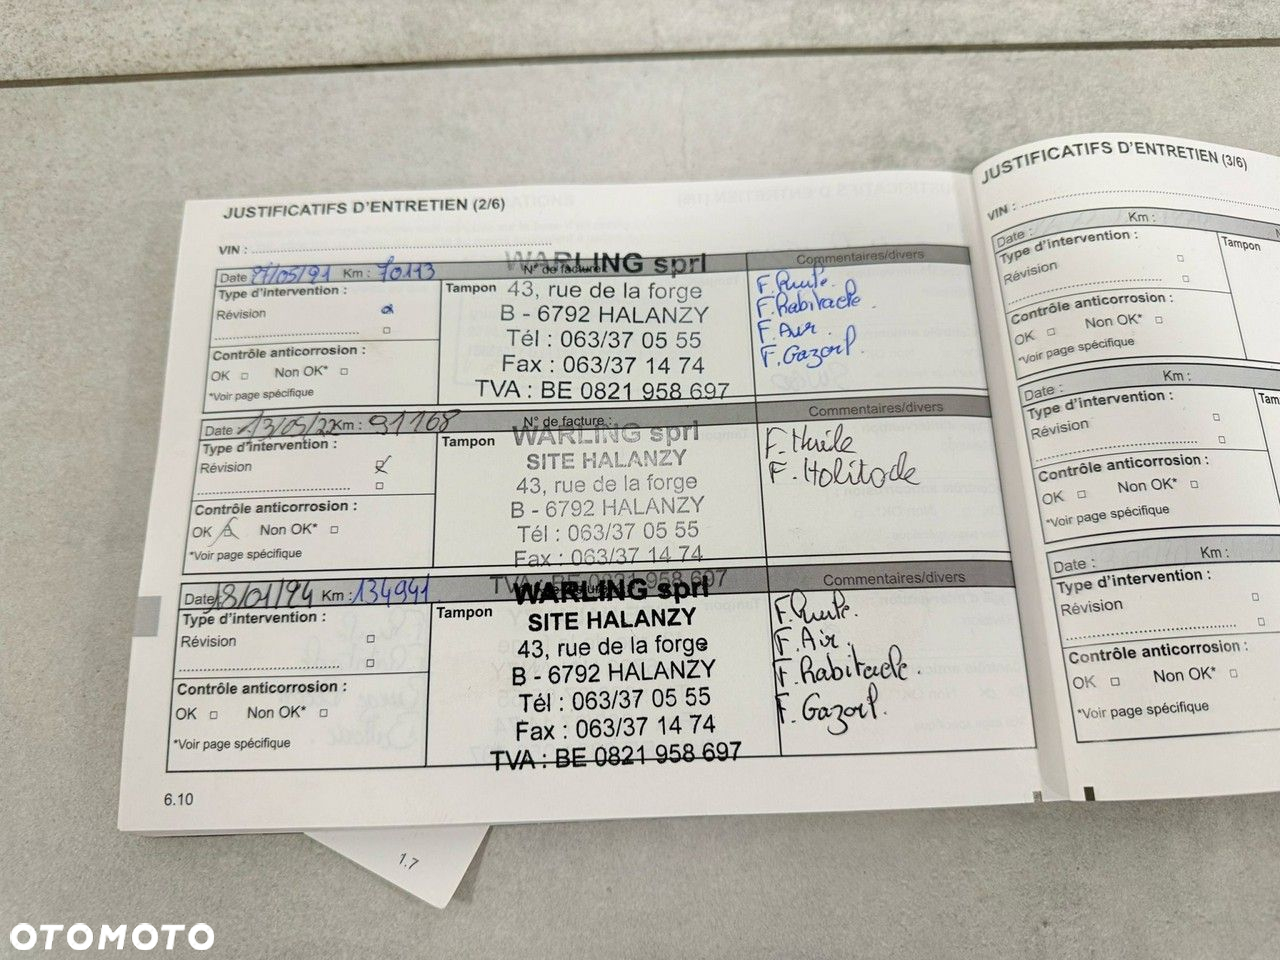 JUSTIFICATIFS D'ENTRETIEN (2/6)
VIN :
Date Km : 70113
N° de facture
Commentaires/divers
Type d'intervention :
Révision
Contrôle anticorrosion :
OK Non OK*
*Voir page spécifique
Tampon
WARLING sprl
43, rue de la forge
B - 6792 HALANZY
Tél : 063/37 05 55
Fax : 063/37 14 74
TVA : BE 0821 958 697
F. Huile.
F. Habitacle.
F. Air.
F. Gazoil.
Date : 13/05/22 Km : 91168
N° de facture :
Commentaires/divers
Type d'intervention :
Révision
Contrôle anticorrosion :
OK Non OK*
*Voir page spécifique
Tampon
WARLING sprl
SITE HALANZY
43, rue de la forge
B - 6792 HALANZY
Tél : 063/37 05 55
Fax : 063/37 14 74
TVA : BE 0821 958 697
F. Huile
Date 18/01/24 Km : 134941
Commentaires/divers
Type d'intervention :
Révision
Contrôle anticorrosion :
OK Non OK*
*Voir page spécifique
Tampon
WARLING sprl
SITE HALANZY
43, rue de la forge
B - 6792 HALANZY
Tél : 063/37 05 55
Fax : 063/37 14 74
TVA : BE 0821 958 697
F. Huile.
F. Air.
F. Habitacle.
F. Gazoil.
6.10
1.7
JUSTIFICATIFS D'ENTRETIEN (3/6)
VIN :
Date : Km :
Type d'intervention :
Tampon
Révision
Contrôle anticorrosion :
OK Non OK*
*Voir page spécifique
Date : Km :
Type d'intervention :
Révision
Contrôle anticorrosion :
OK Non OK*
*Voir page spécifique
Date : Km :
Type d'intervention :
Révision
Contrôle anticorrosion :
OK Non OK*
*Voir page spécifique
OTOMOTO